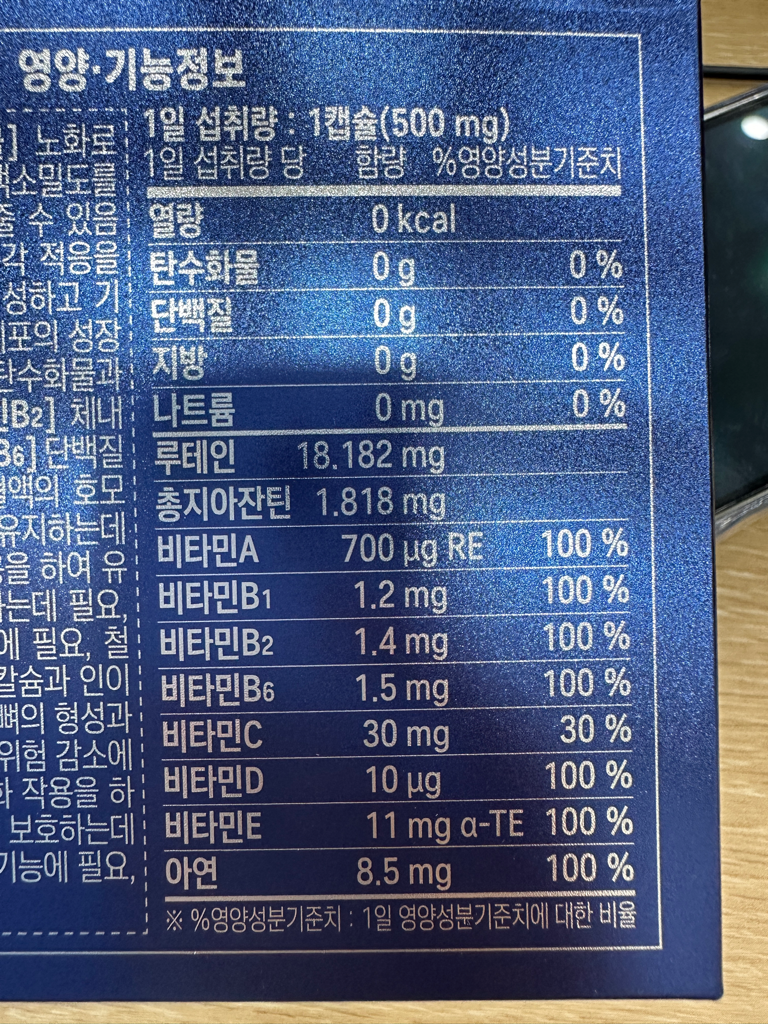 영양·기능정보
노화로
색소밀도를
수 있음
각 적응을
성하고 기
포의 성장
탄수화물과
B2] 체내
B6] 단백질
혈액의 호모
유지하는데
을 하여 유
는데 필요,
에 필요, 철
칼슘과 인이
뼈의 형성과
위험 감소에
화 작용을 하
보호하는데
기능에 필요,
1일 섭취량 : 1캡슐(500 mg)
1일 섭취량 당 함량 %영양성분기준치
열량 0 kcal
탄수화물 0 g 0 %
단백질 0 g 0 %
지방 0 g 0 %
나트륨 0 mg 0 %
루테인 18.182 mg
총지아잔틴 1.818 mg
비타민A 700 µg RE 100 %
비타민B1 1.2 mg 100 %
비타민B2 1.4 mg 100 %
비타민B6 1.5 mg 100 %
비타민C 30 mg 30 %
비타민D 10 µg 100 %
비타민E 11 mg α-TE 100 %
아연 8.5 mg 100 %
※ %영양성분기준치 : 1일 영양성분기준치에 대한 비율